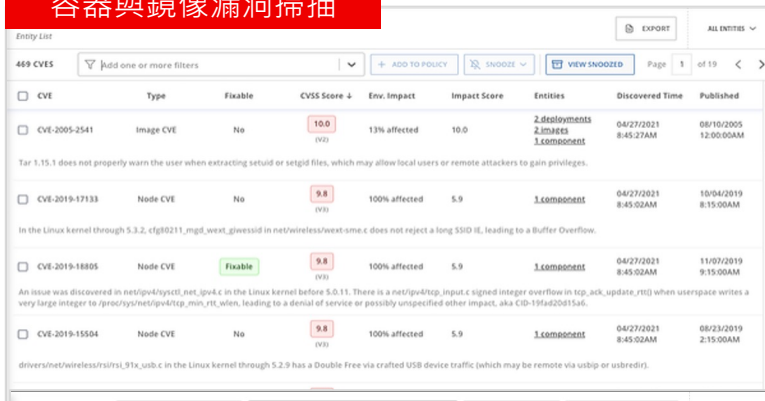 容器與鏡像漏洞掃描
Entity List
EXPORT
ALL ENTITIES
469 CVES
Add one or more filters
+ ADD TO POLICY
SNOOZE
VIEW SNOOZED
Page 1 of 19
CVE Type Fixable CVSS Score Env. Impact Impact Score Entities Discovered Time Published
CVE-2005-2541 Image CVE No 10.0 (V2) 13% affected 10.0 2 deployments 2 images 1 component 04/27/2021 8:45:27AM 08/10/2005 12:00:00AM
Tar 1.15.1 does not properly warn the user when extracting setuid or setgid files, which may allow local users or remote attackers to gain privileges.
CVE-2019-17133 Node CVE No 9.8 (V3) 100% affected 5.9 1 component 04/27/2021 8:45:02AM 10/04/2019 8:15:00AM
In the Linux kernel through 5.3.2, cfg80211_mgd_wext_giwessid in net/wireless/wext-sme.c does not reject a long SSID IE, leading to a Buffer Overflow.
CVE-2019-18805 Node CVE Fixable 9.8 (V3) 100% affected 5.9 1 component 04/27/2021 8:45:02AM 11/07/2019 9:15:00AM
An issue was discovered in net/ipv4/sysctl_net_ipv4.c in the Linux kernel before 5.0.11. There is a net/ipv4/tcp_input.c signed integer overflow in tcp_ack_update_rtt() when userspace writes a
very large integer to /proc/sys/net/ipv4/tcp_min_rtt_wlen, leading to a denial of service or possibly unspecified other impact, aka CID-19fad20d15a6.
CVE-2019-15504 Node CVE No 9.8 (V3) 100% affected 5.9 1 component 04/27/2021 8:45:02AM 08/23/2019 2:15:00AM
drivers/net/wireless/rsi/rsi_91x_usb.c in the Linux kernel through 5.2.9 has a Double Free via crafted USB device traffic (which may be remote via usbip or usbredir).